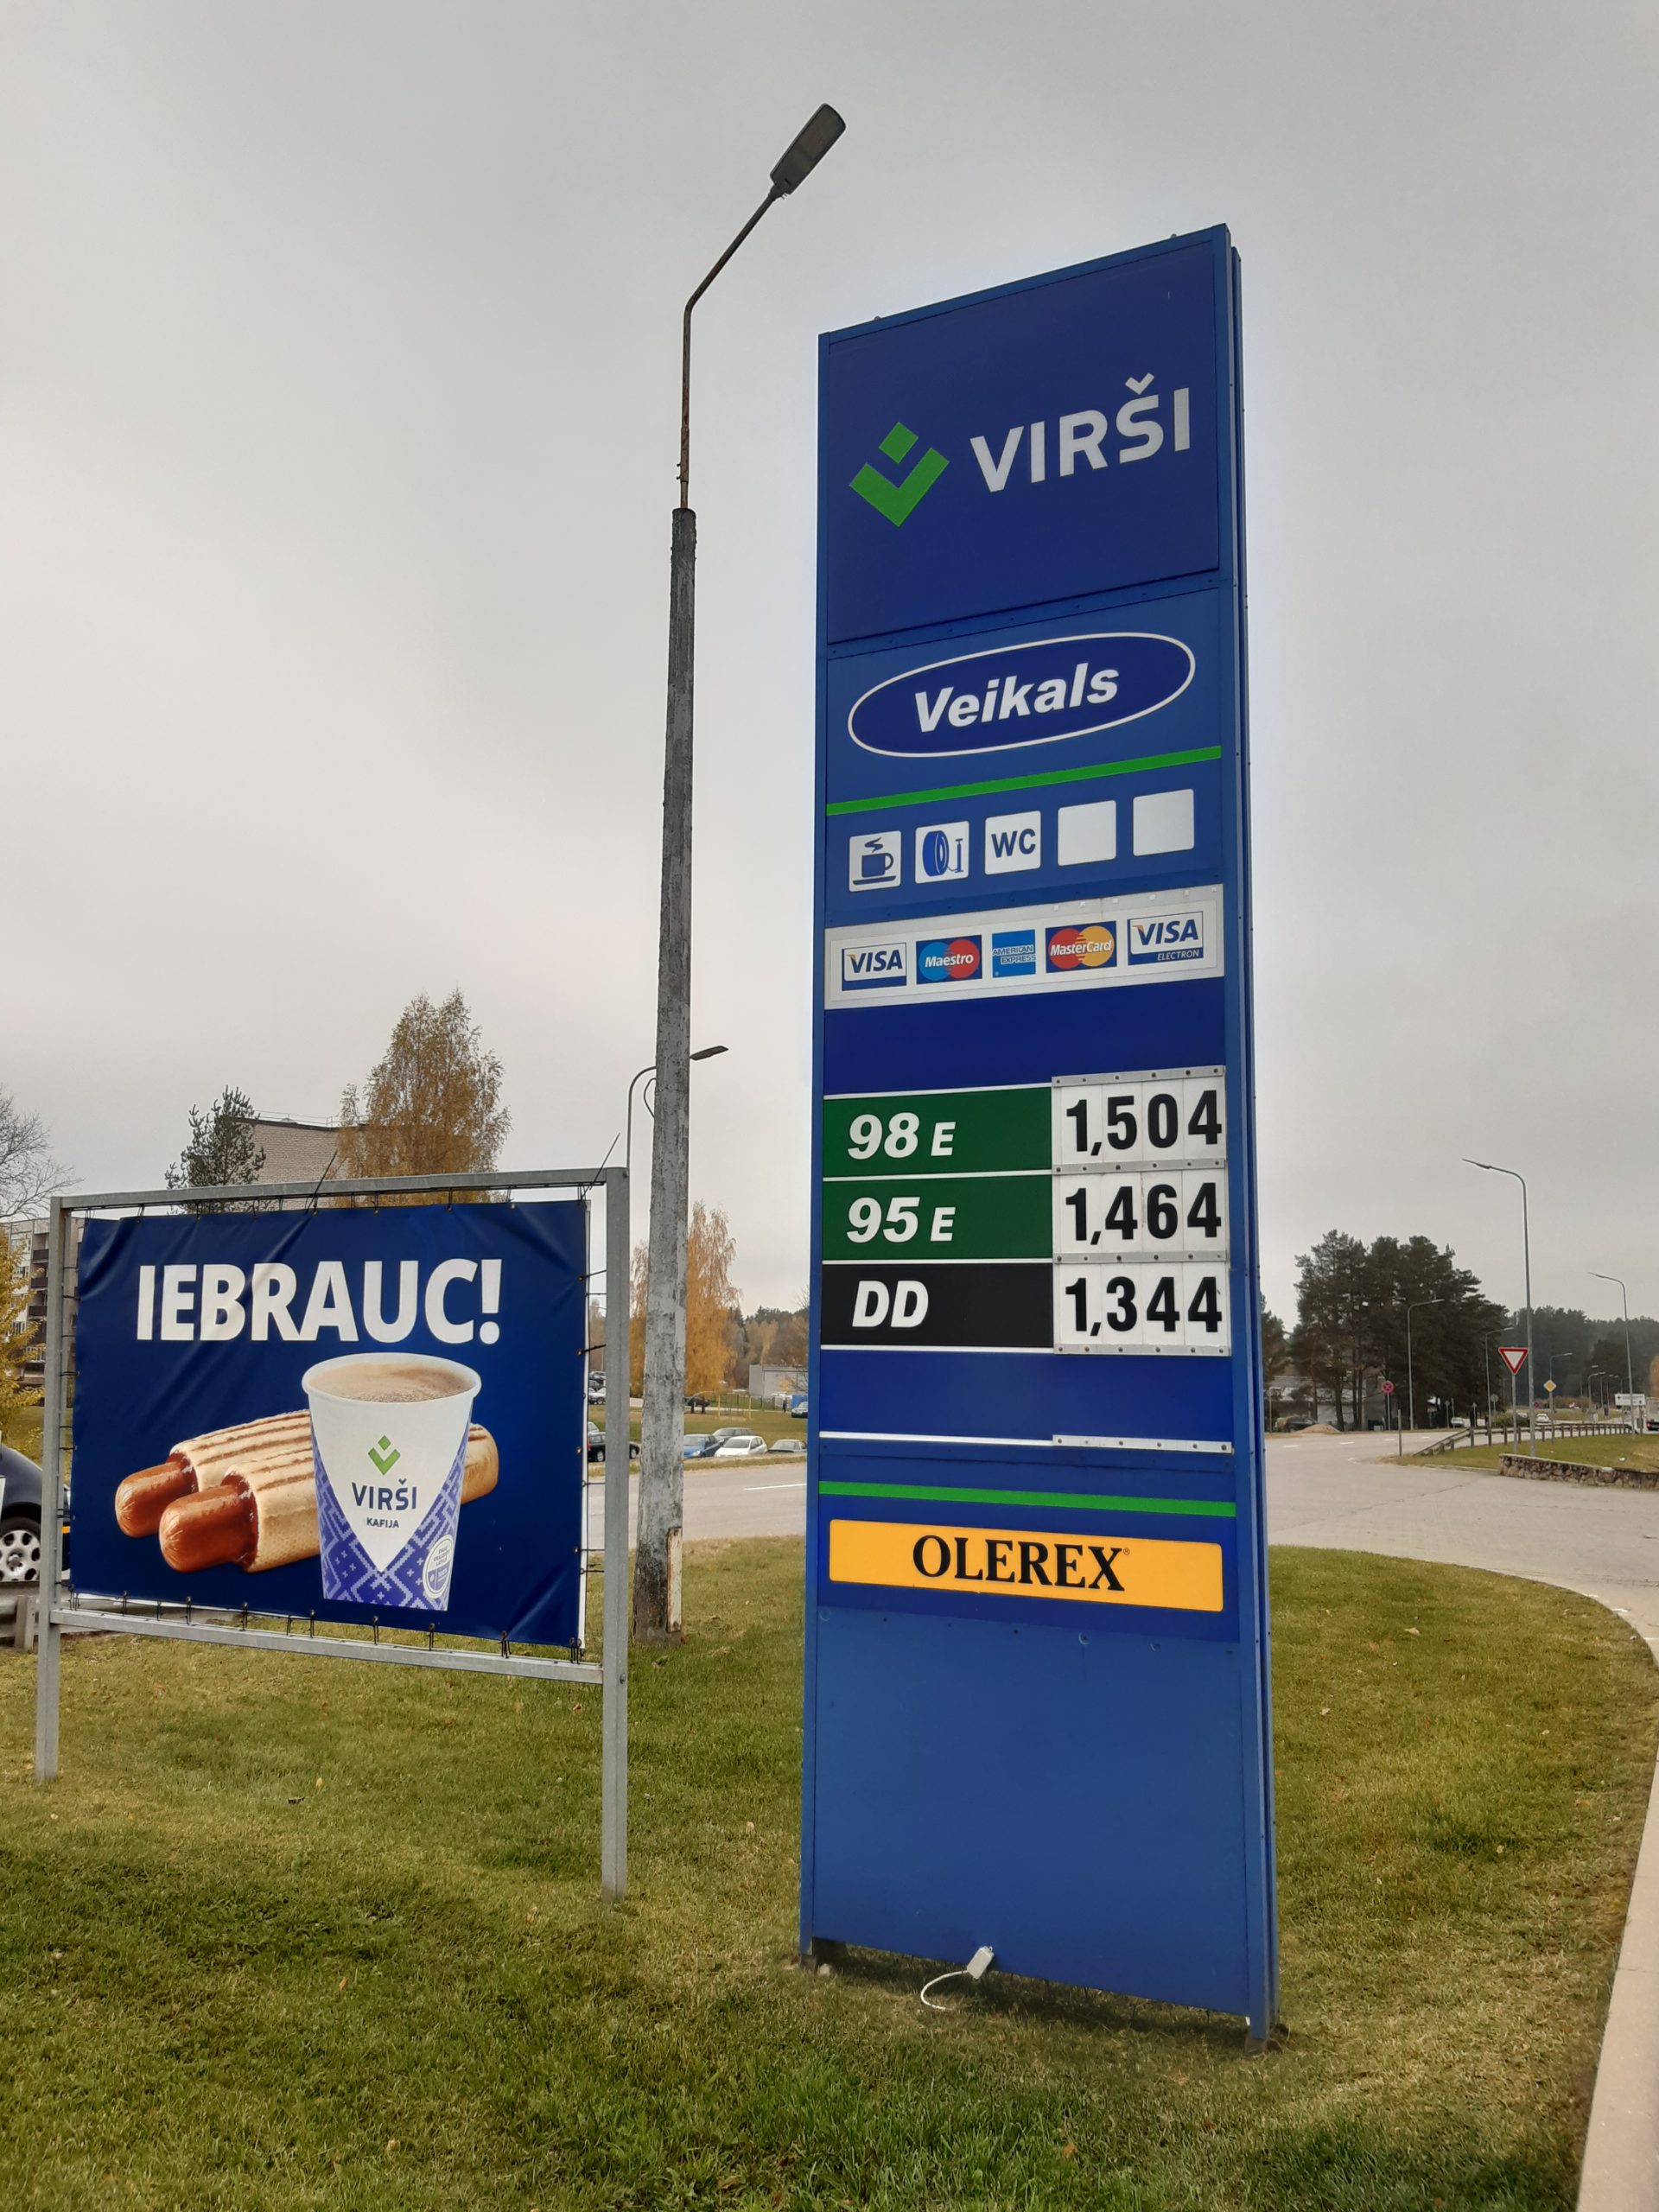 VIRŠI
Veikals
WC
VISA Maestro AMERICAN EXPRESS MasterCard VISA ELECTRON
98 E 1,504
95 E 1,464
DD 1,344
OLEREX®
IEBRAUC!
VIRŠI
KAFIJA